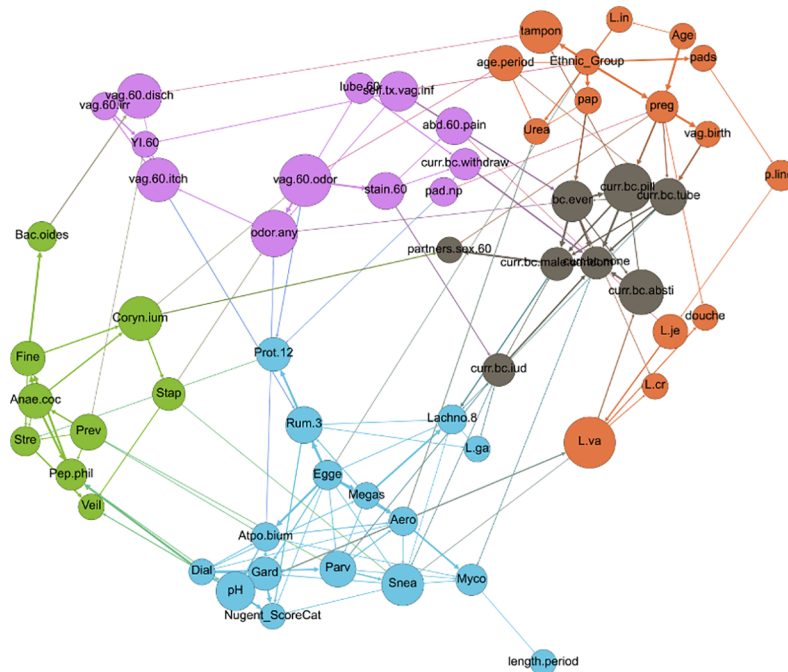 L.in
tampon
Age
age.period
Ethnic_Group
pads
lube.60
self.tx.vag.inf
vag.60.disch
vag.60.irr
pap
preg
abd.60.pain
Urea
vag.birth
YI.60
curr.bc.withdraw
vag.60.itch
vag.60.odor
stain.60
pad.np
curr.bc.pill
curr.bc.tube
p.line
bc.ever
Bac.oides
odor.any
partners.sex.60
curr.bc.male.condom
curr.bc.none
curr.bc.absti
Coryn.ium
douche
L.je
Fine
Prot.12
curr.bc.iud
L.cr
Anae.coc
Stap
Lachno.8
Rum.3
Stre
Prev
L.ga
L.va
Pep.phil
Egge
Megas
Veil
Aero
Atpo.bium
Dial
Gard
Parv
Snea
Myco
pH
Nugent_ScoreCat
length.period